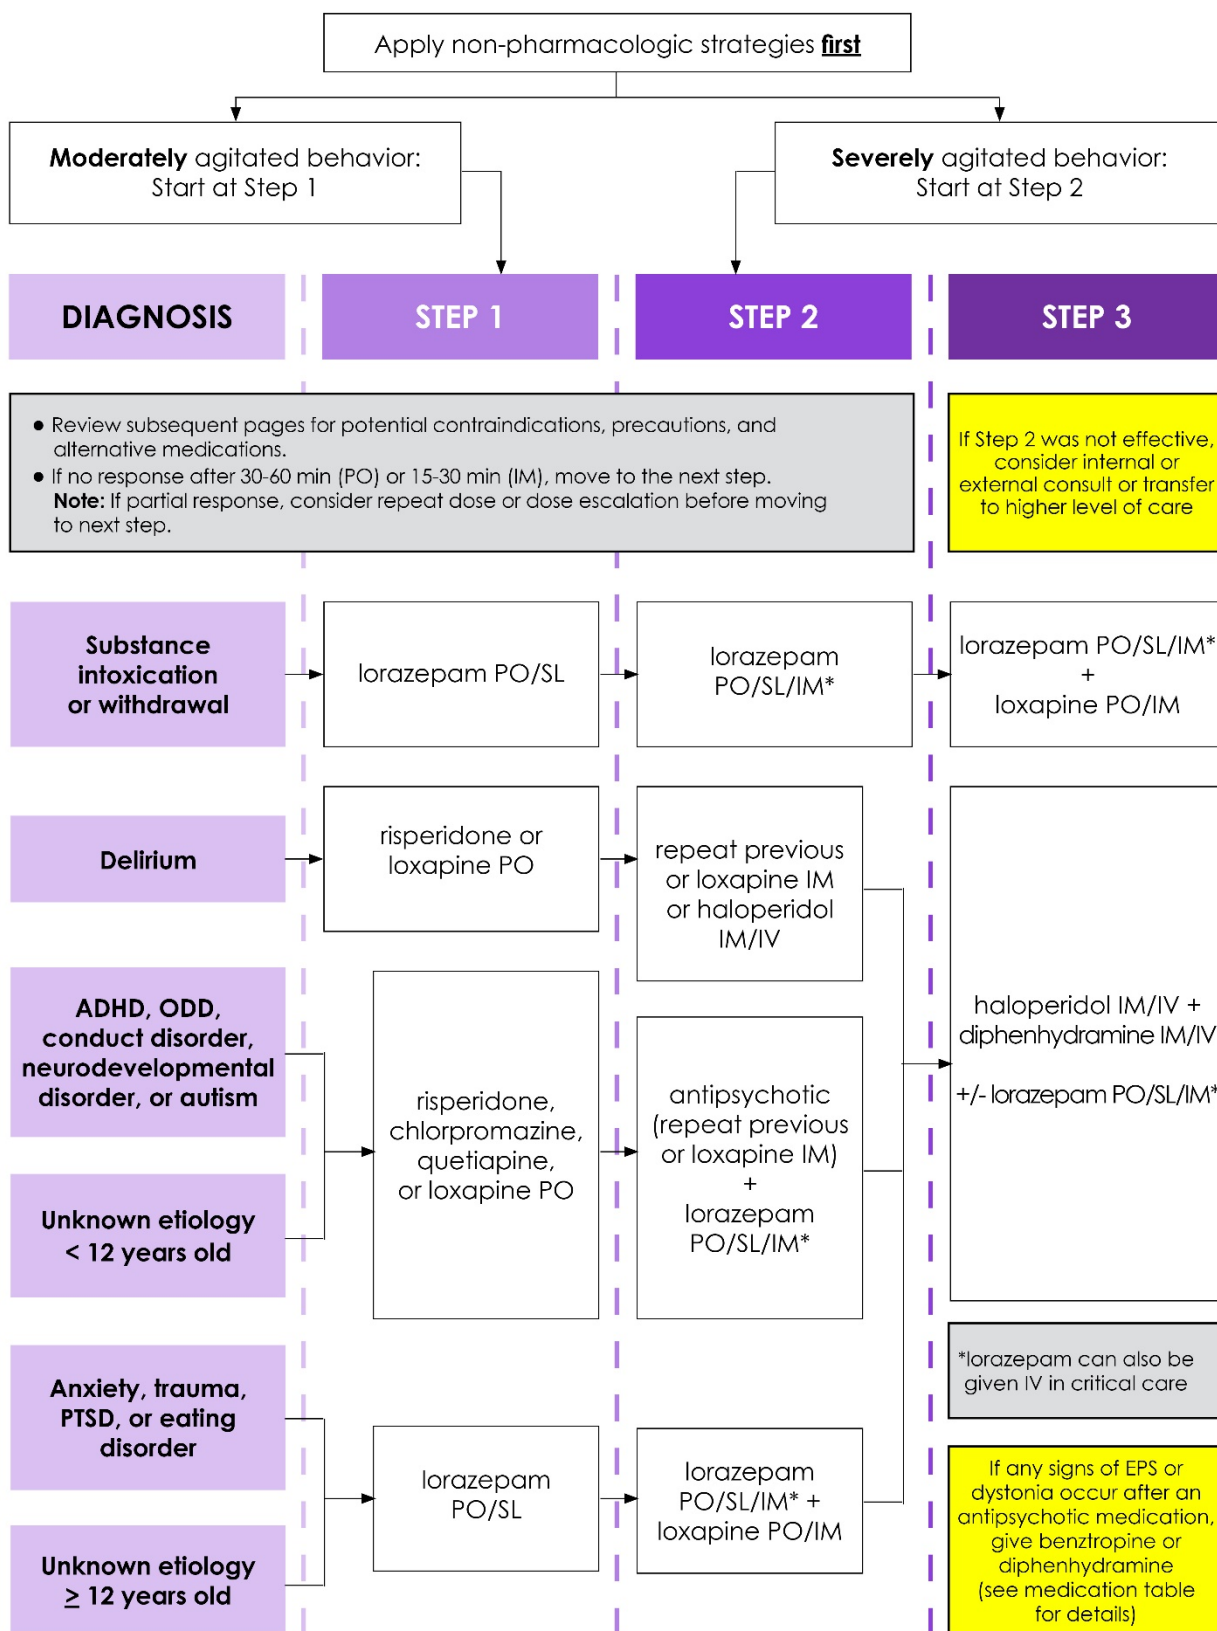 Apply non-pharmacologic strategies first
Moderately agitated behavior:
Start at Step 1
Severely agitated behavior:
Start at Step 2
DIAGNOSIS
STEP 1
STEP 2
STEP 3
● Review subsequent pages for potential contraindications, precautions, and
alternative medications.
● If no response after 30-60 min (PO) or 15-30 min (IM), move to the next step.
Note: If partial response, consider repeat dose or dose escalation before moving
to next step.
If Step 2 was not effective,
consider internal or
external consult or transfer
to higher level of care
Substance
intoxication
or withdrawal
lorazepam PO/SL
lorazepam
PO/SL/IM*
lorazepam PO/SL/IM*
+
loxapine PO/IM
Delirium
risperidone or
loxapine PO
repeat previous
or loxapine IM
or haloperidol
IM/IV
ADHD, ODD,
conduct disorder,
neurodevelopmental
disorder, or autism
Unknown etiology
< 12 years old
risperidone,
chlorpromazine,
quetiapine,
or loxapine PO
antipsychotic
(repeat previous
or loxapine IM)
+
lorazepam
PO/SL/IM*
haloperidol IM/IV +
diphenhydramine IM/IV
+/- lorazepam PO/SL/IM*
Anxiety, trauma,
PTSD, or eating
disorder
Unknown etiology
≥ 12 years old
lorazepam
PO/SL
lorazepam
PO/SL/IM* +
loxapine PO/IM
*lorazepam can also be
given IV in critical care
If any signs of EPS or
dystonia occur after an
antipsychotic medication,
give benztropine or
diphenhydramine
(see medication table
for details)